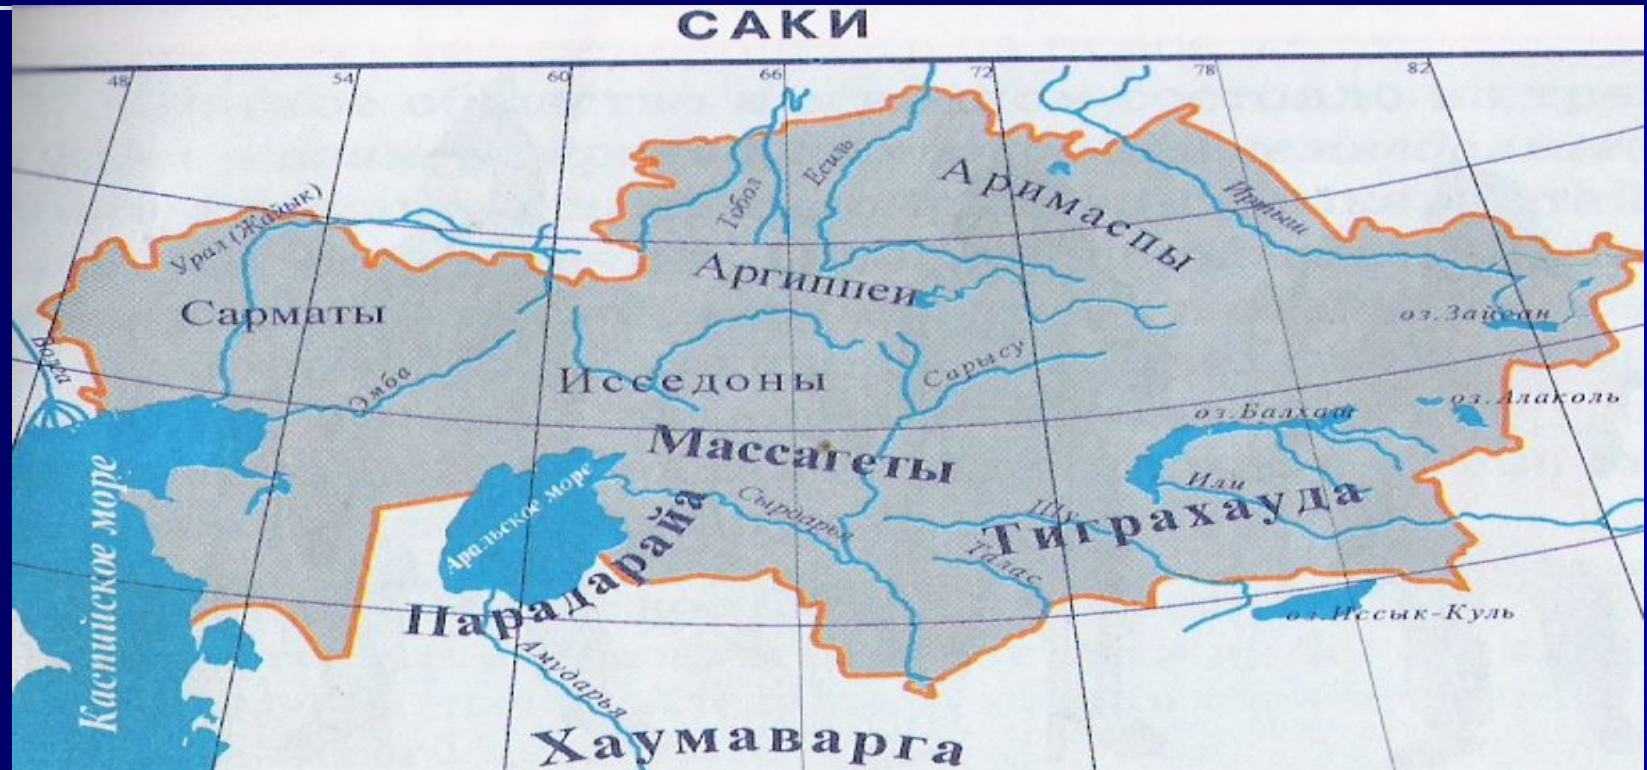 САКИ
48
54
60
66
72
78
82
Урал (Жайык)
Тобол
Есиль
Аримаспы
Иртыш
Аргиппеи
Сарматы
оз.Зайсан
Волга
Эмба
Исседоны
Сарысу
оз.Балхаш
оз.Алаколь
Массагеты
Каспийское море
Аральское море
Сырдарья
Или
Шу
Тиграхауда
Талас
Парадарайа
оз.Иссык-Куль
Амударья
Хаумаварга